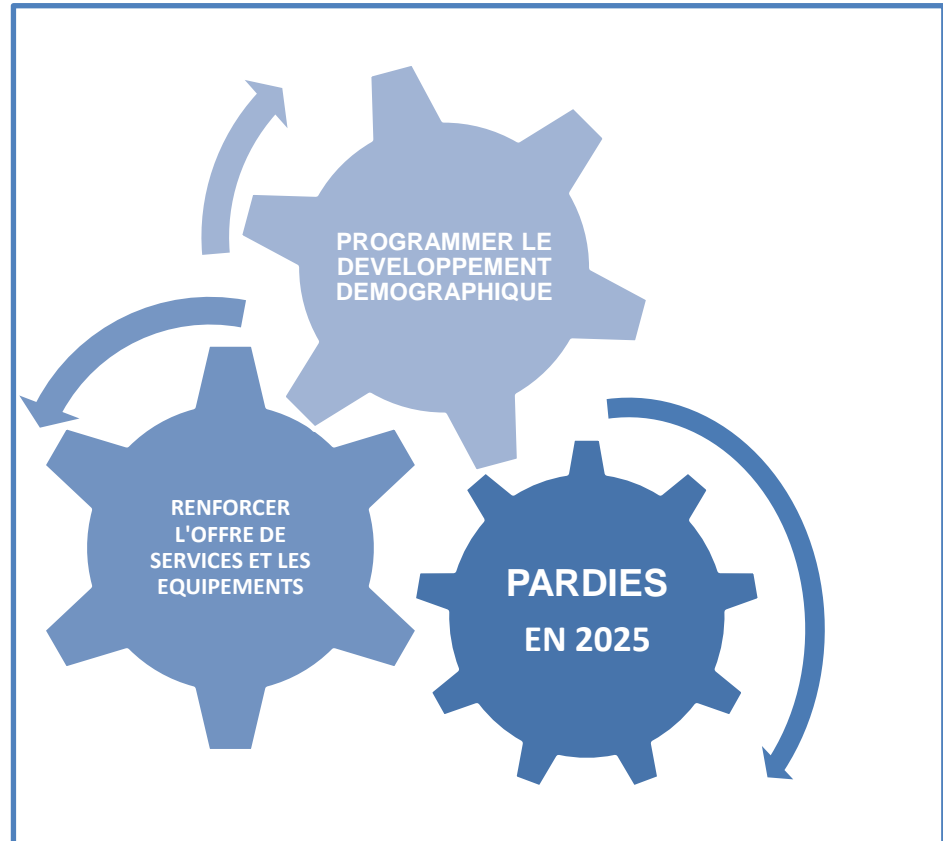 PROGRAMMER LE
DEVELOPPEMENT
DEMOGRAPHIQUE
RENFORCER
L'OFFRE DE
SERVICES ET LES
EQUIPEMENTS
PARDIES
EN 2025